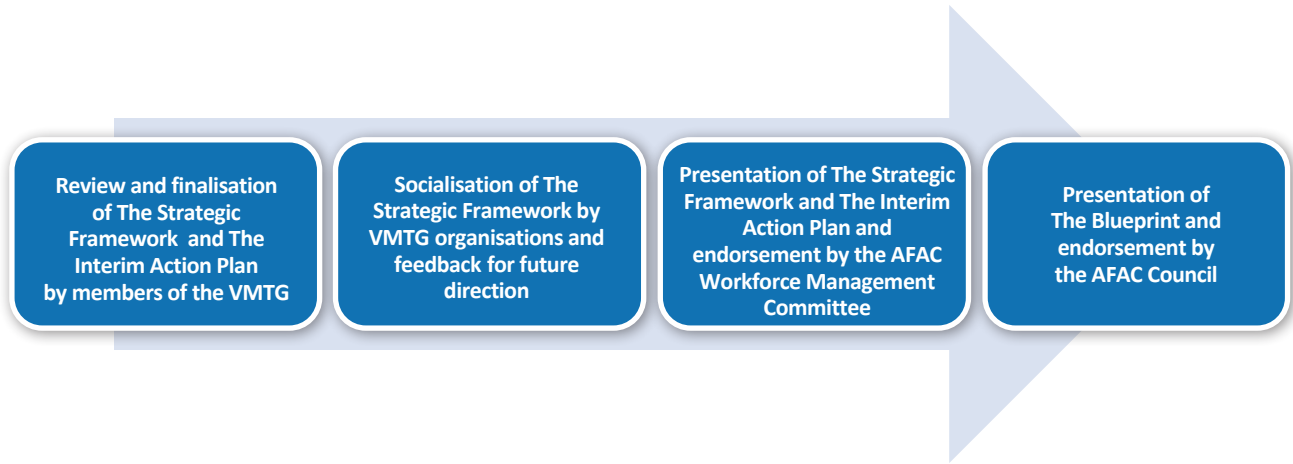 Review and finalisation
of The Strategic
Framework and The
Interim Action Plan
by members of the VMTG
Socialisation of The
Strategic Framework by
VMTG organisations and
feedback for future
direction
Presentation of The Strategic
Framework and The Interim
Action Plan and
endorsement by the AFAC
Workforce Management
Committee
Presentation of
The Blueprint and
endorsement by
the AFAC Council